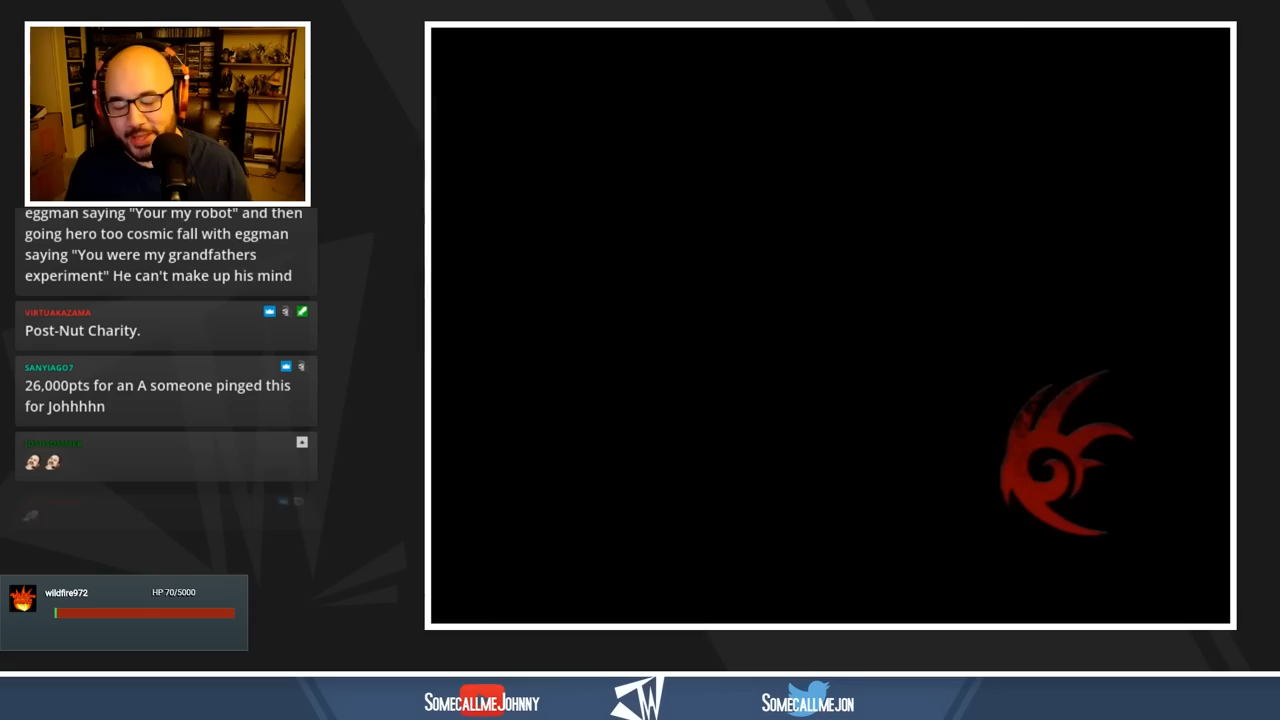 eggman saying "Your my robot" and then
going hero too cosmic fall with eggman
saying "You were my grandfathers
experiment" He can't make up his mind
VIRTUAKAZAMA
Post-Nut Charity.
SANYIAGO7
26,000pts for an A someone pinged this
for Johhhhn
wildfire972 HP 70/5000
SOMECALLMEJOHNNY
SOMECALLMEJON